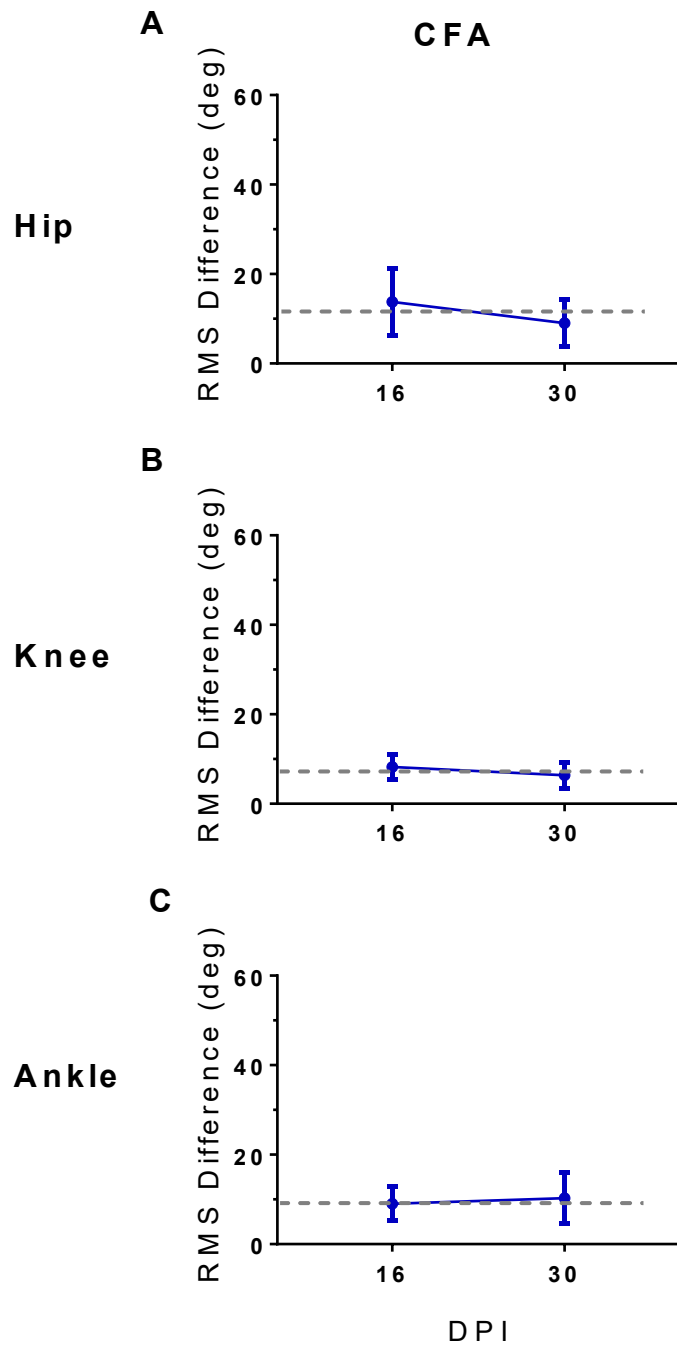 A
CFA
Hip
RMS Difference (deg)
60
40
20
0
16 30
B
Knee
RMS Difference (deg)
60
40
20
0
16 30
C
Ankle
RMS Difference (deg)
60
40
20
0
16 30
DPI